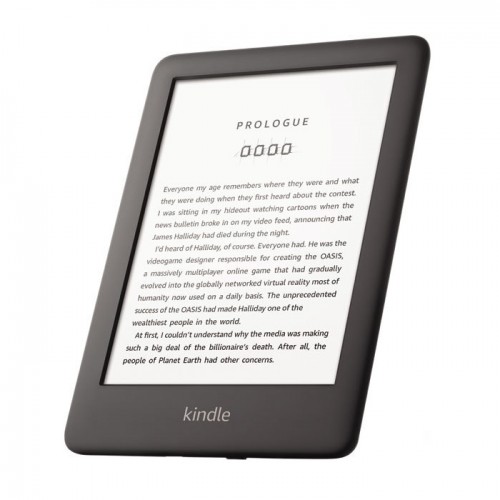 PROLOGUE
0000
Everyone my age remembers where they were and what
they were doing when they first heard about the contest.
I was sitting in my hideout watching cartoons when the
news bulletin broke in on my video feed, announcing that
James Halliday had died during the night.
I'd heard of Halliday, of course. Everyone had. He was the
videogame designer responsible for creating the OASIS,
a massively multiplayer online game that had gradually
evolved into the globally networked virtual reality most of
humanity now used on a daily basis. The unprecedented
success of the OASIS had made Halliday one of the
wealthiest people in the world.
At first, I couldn't understand why the media was making
such a big deal of the billionaire's death. After all, the
people of Planet Earth had other concerns.
kindle